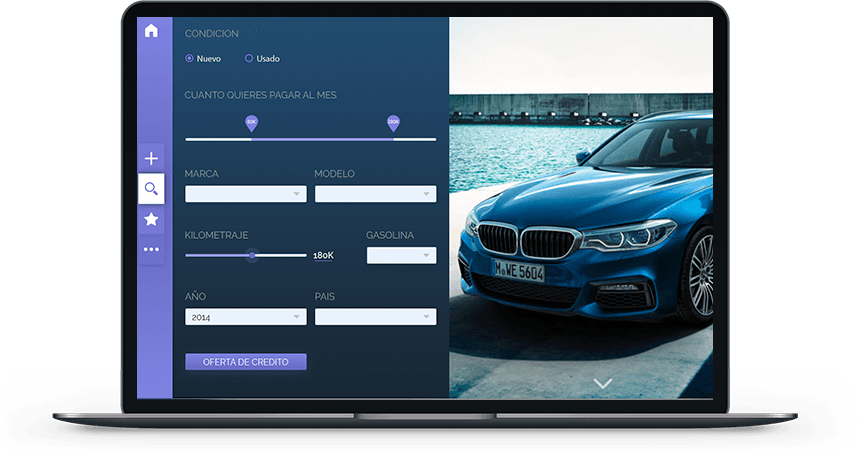 CONDICION
Nuevo Usado
CUANTO QUIERES PAGAR AL MES
80K 280K
MARCA MODELO
KILOMETRAJE GASOLINA
180K
AÑO PAIS
2014
OFERTA DE CREDITO
M WE 5604